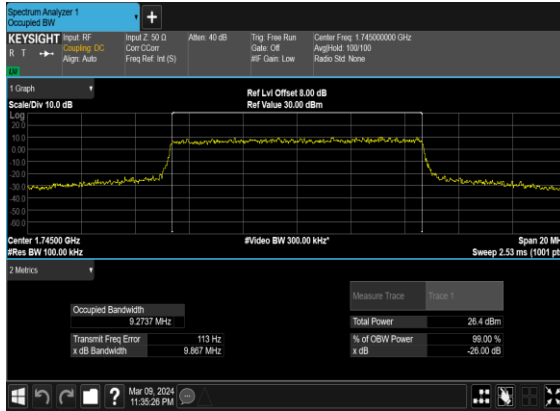 Spectrum Analyzer 1
Occupied BW
+
KEYSIGHT Input: RF Input Z: 50 Ω Atten: 40 dB Trig: Free Run Center Freq: 1.745000000 GHz
R T Coupling: DC Corr CCorr Gate: Off Avg|Hold: 100/100
Align: Auto Freq Ref: Int (S) #IF Gain: Low Radio Std: None
LV
1 Graph Ref Lvl Offset 8.00 dB
Scale/Div 10.0 dB Ref Value 30.00 dBm
Log
20.0
10.0
0.00
-10.0
-20.0
-30.0
-40.0
-50.0
-60.0
Center 1.74500 GHz #Video BW 300.00 kHz* Span 20 MH
#Res BW 100.00 kHz Sweep 2.53 ms (1001 pt
2 Metrics
Measure Trace Trace 1
Occupied Bandwidth
9.2737 MHz Total Power 26.4 dBm
Transmit Freq Error 113 Hz % of OBW Power 99.00 %
x dB Bandwidth 9.867 MHz x dB -26.00 dB
? Mar 09, 2024
11:35:26 PM